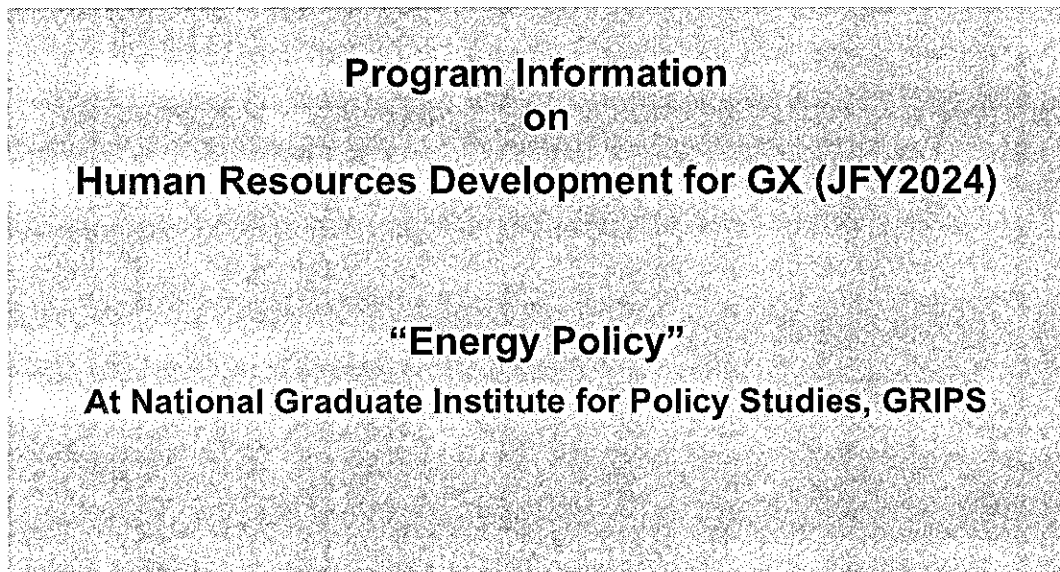 Program Information
on
Human Resources Development for GX (JFY2024)
“Energy Policy”
At National Graduate Institute for Policy Studies, GRIPS